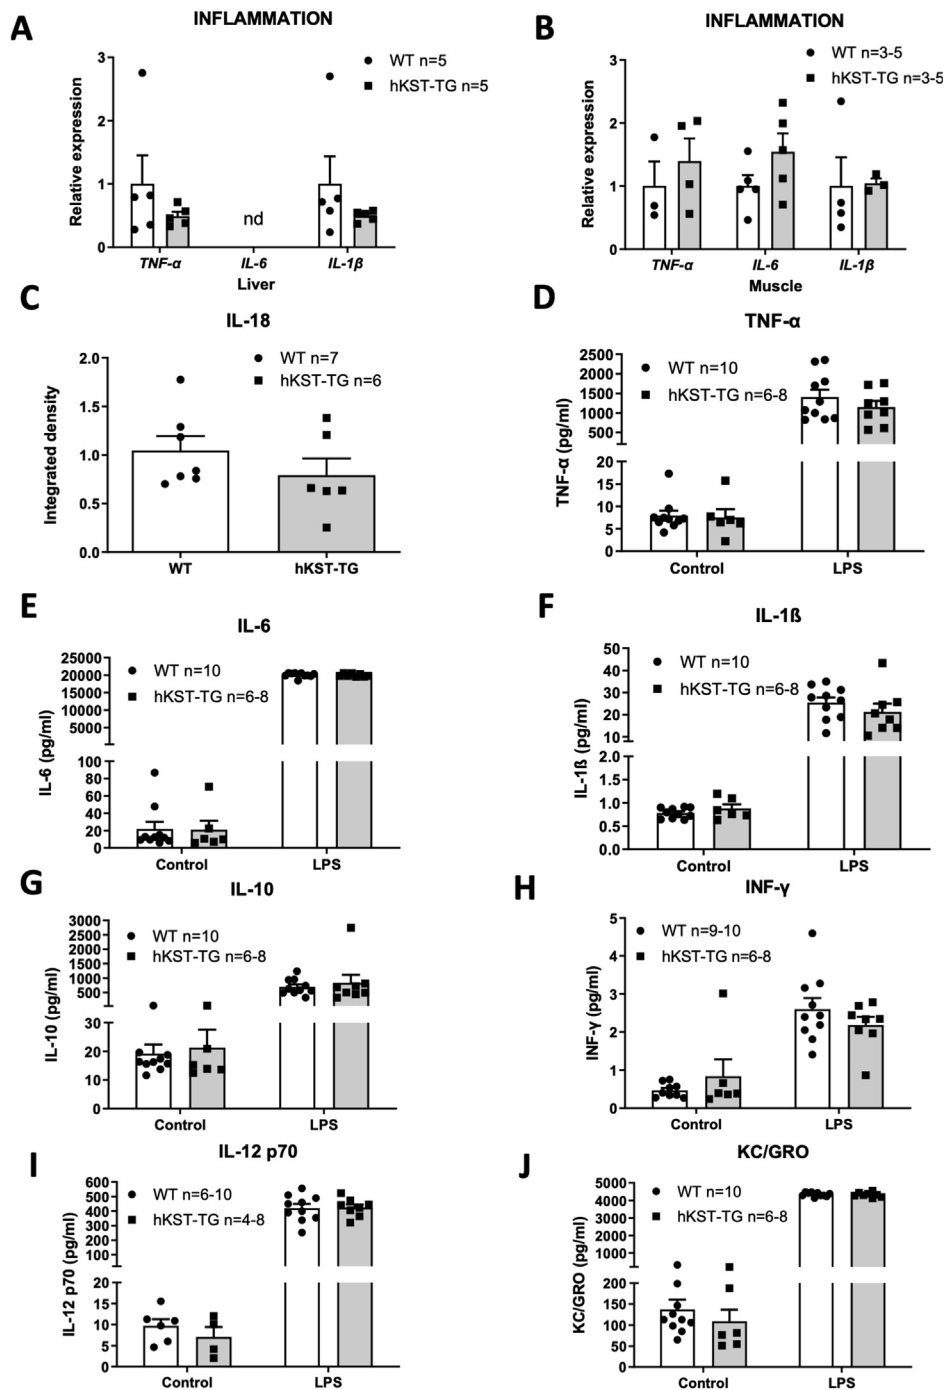 A
INFLAMMATION
WT n=5
hKST-TG n=5
Relative expression
3
2
1
0
nd
TNF-α IL-6 IL-1β
Liver
B
INFLAMMATION
WT n=3-5
hKST-TG n=3-5
Relative expression
3
2
1
0
TNF-α IL-6 IL-1β
Muscle
C
IL-18
WT n=7
hKST-TG n=6
Integrated density
2.0
1.5
1.0
0.5
0.0
WT hKST-TG
D
TNF-α
WT n=10
hKST-TG n=6-8
TNF-α (pg/ml)
2500
2000
1500
1000
500
20
15
10
5
0
Control LPS
E
IL-6
WT n=10
hKST-TG n=6-8
IL-6 (pg/ml)
25000
20000
15000
10000
5000
100
80
60
40
20
0
Control LPS
F
IL-1ß
WT n=10
hKST-TG n=6-8
IL-1ß (pg/ml)
50
40
30
20
10
2.0
1.5
1.0
0.5
0.0
Control LPS
G
IL-10
WT n=10
hKST-TG n=6-8
IL-10 (pg/ml)
3000
2500
2000
1500
1000
500
30
20
10
0
Control LPS
H
INF-γ
WT n=9-10
hKST-TG n=6-8
INF-γ (pg/ml)
5
4
3
2
1
0
Control LPS
I
IL-12 p70
WT n=6-10
hKST-TG n=4-8
IL-12 p70 (pg/ml)
600
500
400
300
200
100
20
15
10
5
0
Control LPS
J
KC/GRO
WT n=10
hKST-TG n=6-8
KC/GRO (pg/ml)
5000
4000
3000
2000
1000
200
150
100
50
0
Control LPS